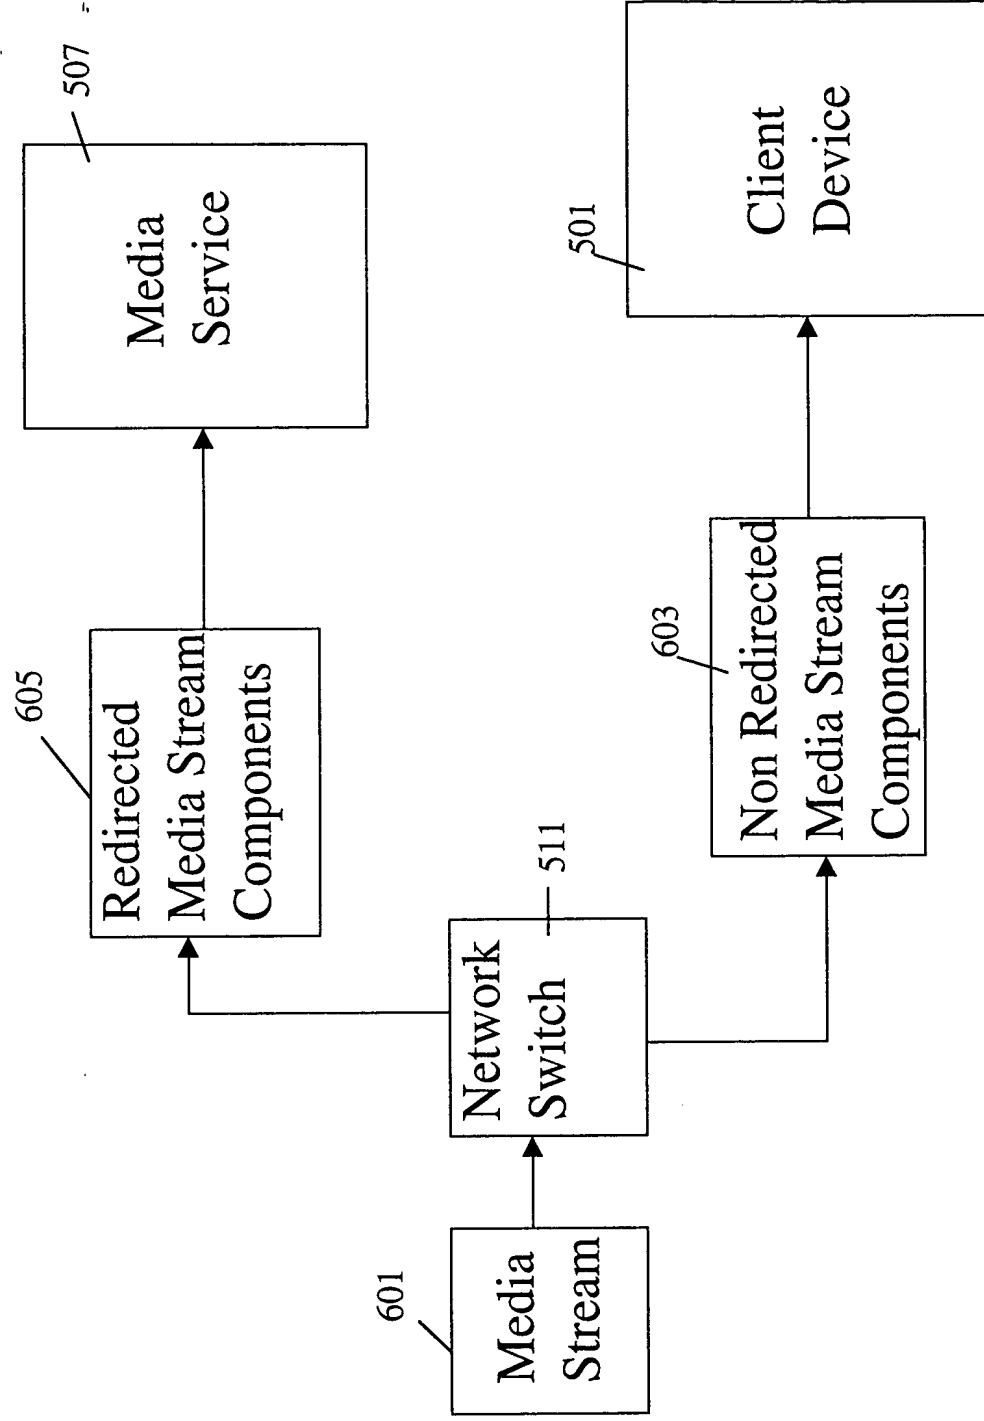 507
Media
Service
605
Redirected
Media Stream
Components
501
Client
Device
603
Non Redirected
Media Stream
Components
511
Network
Switch
601
Media
Stream